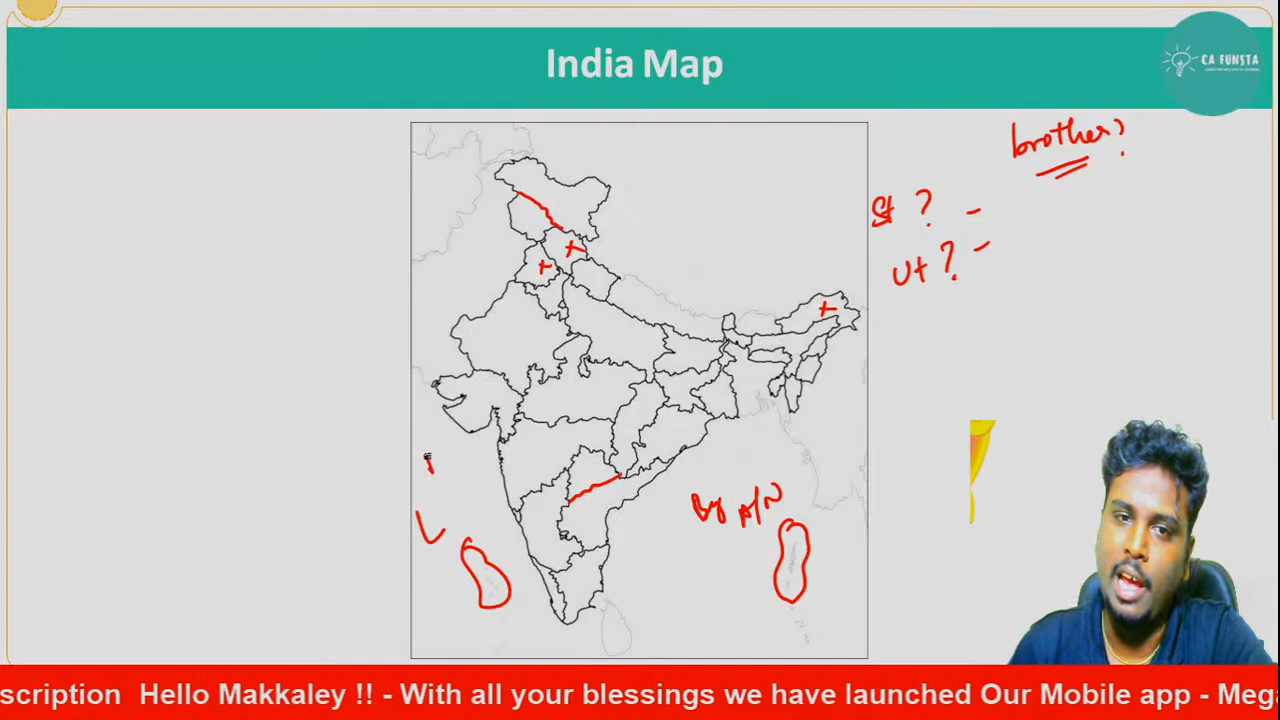 India Map
CA FUNSTA
brother?
St ? -
Ut ? -
By A/N
L
scription Hello Makkaley !! - With all your blessings we have launched Our Mobile app - Mega